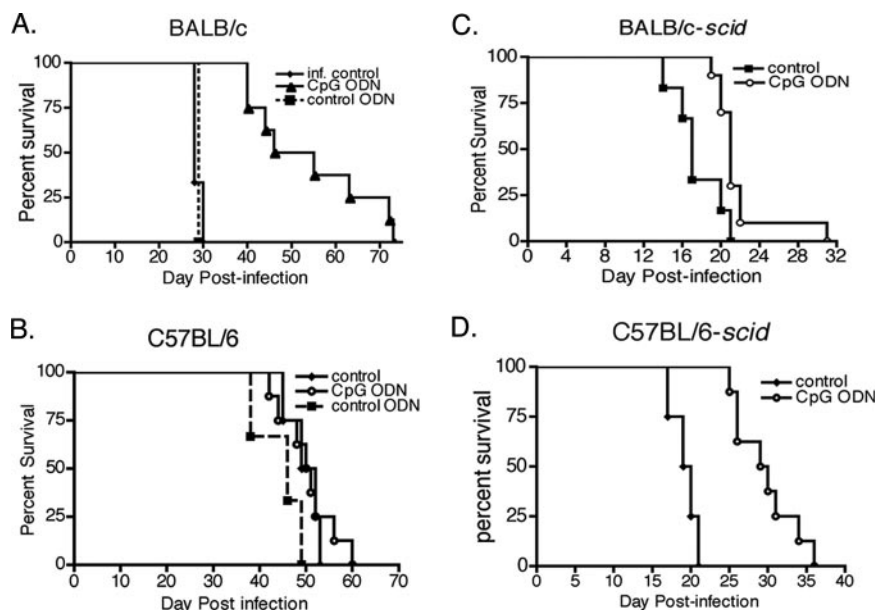 A.
BALB/c
Percent survival
100
75
50
25
0
inf. control
CpG ODN
control ODN
0 10 20 30 40 50 60 70
Day Post-infection
C.
BALB/c-scid
Percent Survival
100
75
50
25
0
control
CpG ODN
0 4 8 12 16 20 24 28 32
Day Post-infection
B.
C57BL/6
Percent Survival
100
75
50
25
0
control
CpG ODN
control ODN
0 10 20 30 40 50 60 70
Day Post infection
D.
C57BL/6-scid
percent survival
100
75
50
25
0
control
CpG ODN
0 5 10 15 20 25 30 35 40
Day Post-infection